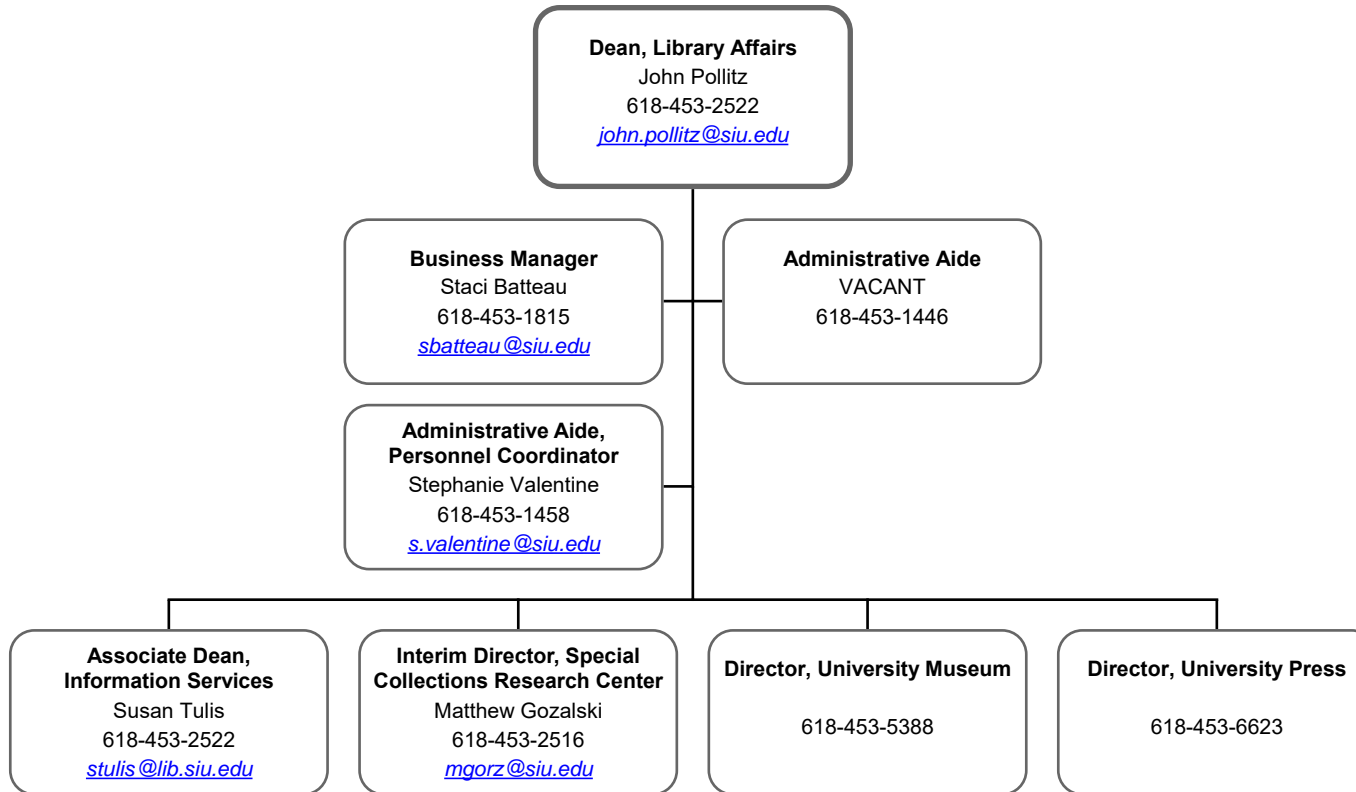 Dean, Library Affairs
John Pollitz
618-453-2522
john.pollitz@siu.edu
Business Manager
Staci Batteau
618-453-1815
sbatteau@siu.edu
Administrative Aide
VACANT
618-453-1446
Administrative Aide,
Personnel Coordinator
Stephanie Valentine
618-453-1458
s.valentine@siu.edu
Associate Dean,
Information Services
Susan Tulis
618-453-2522
stulis@lib.siu.edu
Interim Director, Special
Collections Research Center
Matthew Gozalski
618-453-2516
mgorz@siu.edu
Director, University Museum
618-453-5388
Director, University Press
618-453-6623